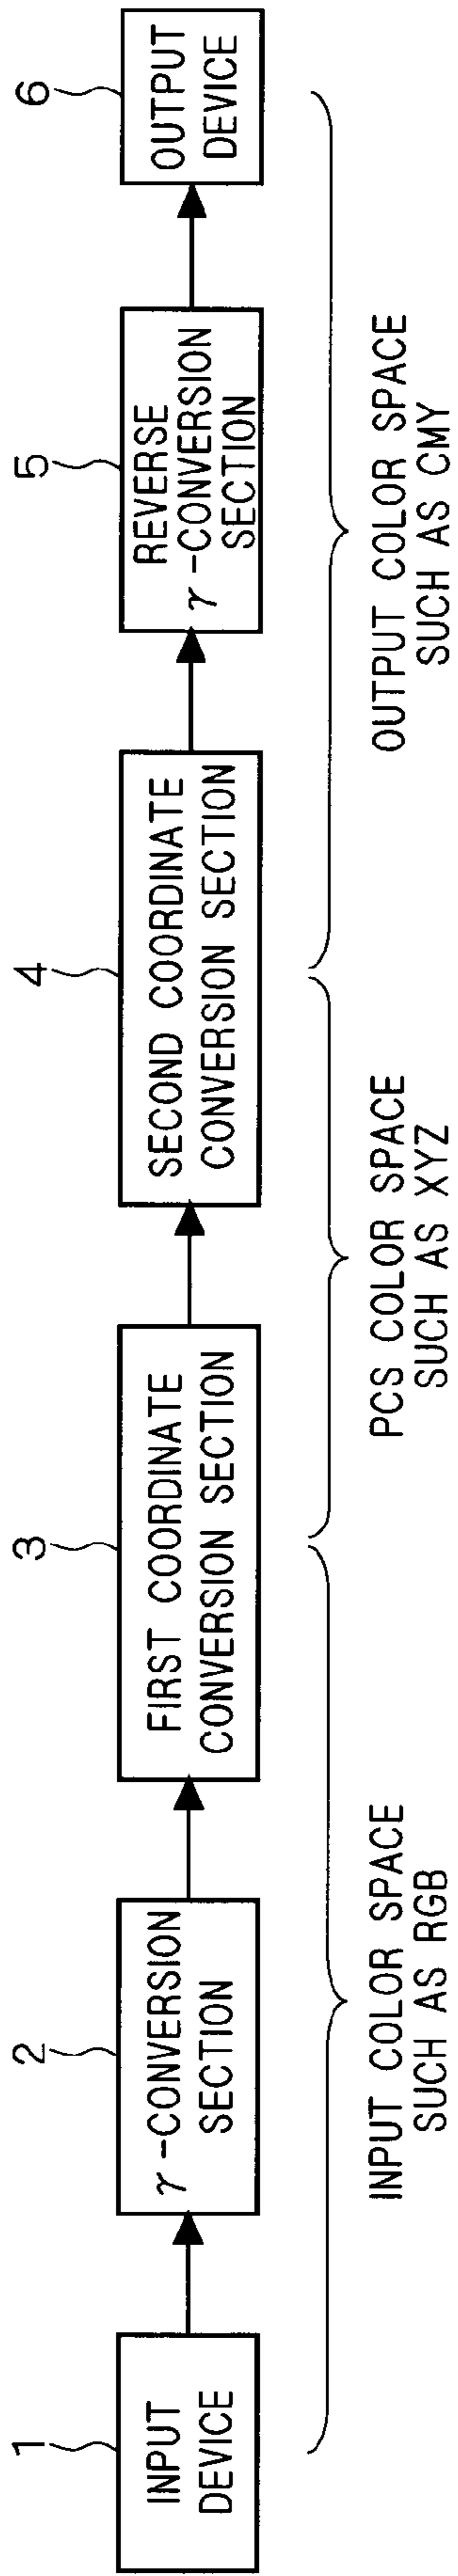 1
INPUT
DEVICE
2
γ-CONVERSION
SECTION
3
FIRST COORDINATE
CONVERSION SECTION
4
SECOND COORDINATE
CONVERSION SECTION
5
REVERSE
γ-CONVERSION
SECTION
6
OUTPUT
DEVICE
INPUT COLOR SPACE
SUCH AS RGB
PCS COLOR SPACE
SUCH AS XYZ
OUTPUT COLOR SPACE
SUCH AS CMY